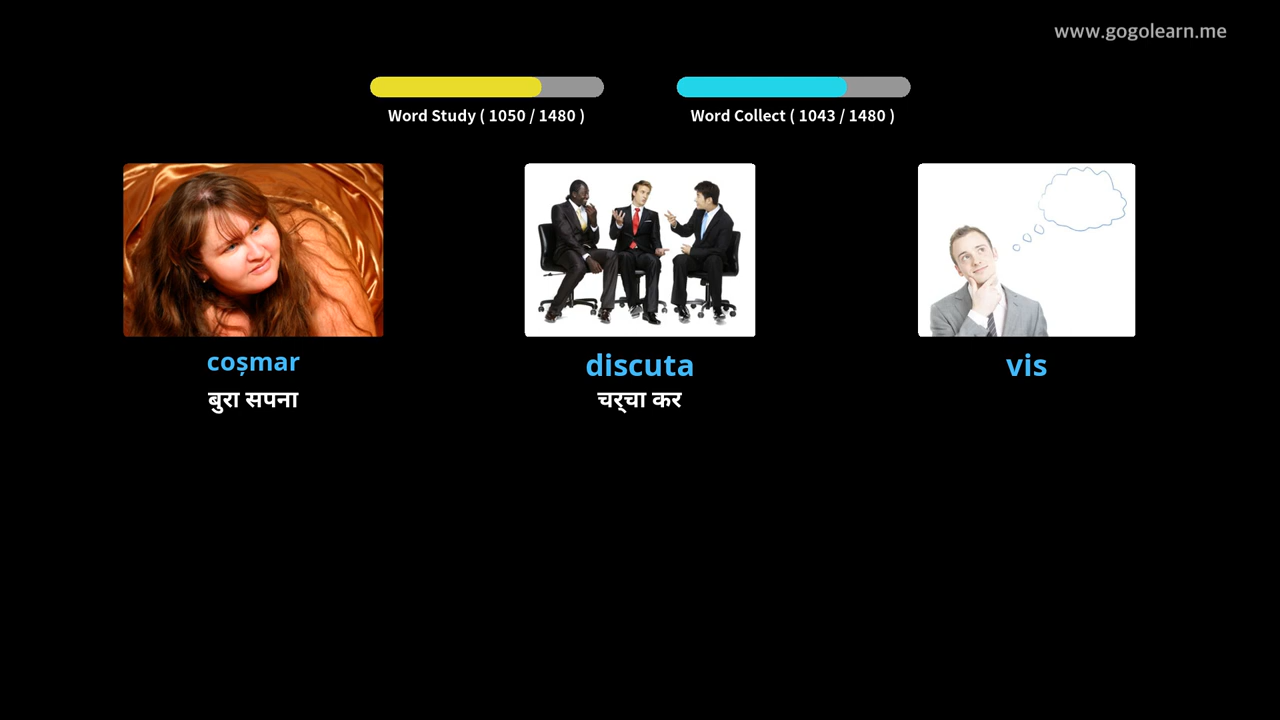 www.gogolearn.me
Word Study ( 1050 / 1480 )
Word Collect ( 1043 / 1480 )
coșmar
बुरा सपना
discuta
चर्चा कर
vis